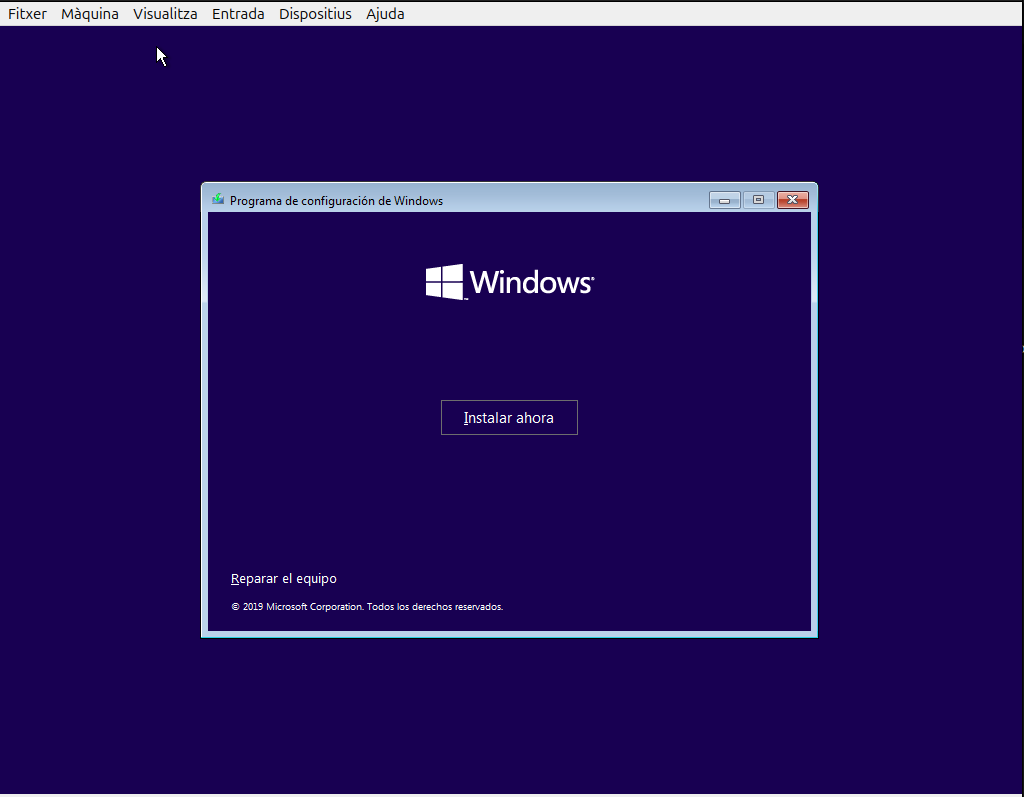 Fitxer Màquina Visualitza Entrada Dispositius Ajuda
Programa de configuración de Windows
Windows
Instalar ahora
Reparar el equipo
© 2019 Microsoft Corporation. Todos los derechos reservados.